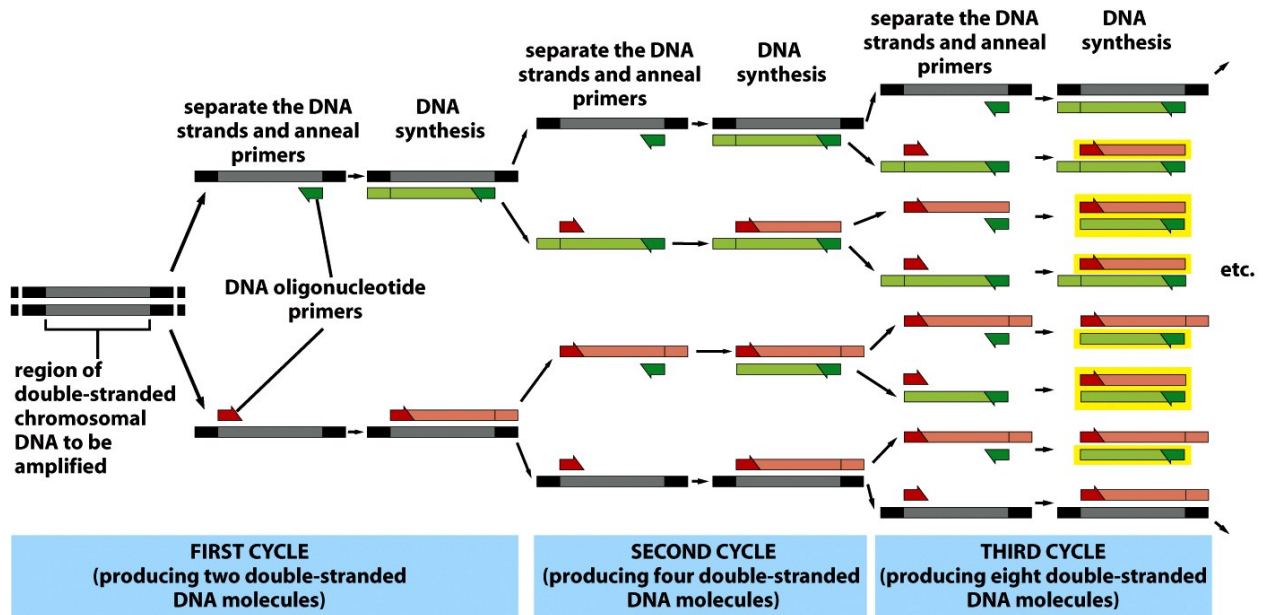 separate the DNA
strands and anneal
primers
DNA
synthesis
separate the DNA
strands and anneal
primers
DNA
synthesis
separate the DNA
strands and anneal
primers
DNA
synthesis
DNA oligonucleotide
primers
region of
double-stranded
chromosomal
DNA to be
amplified
etc.
FIRST CYCLE
(producing two double-stranded
DNA molecules)
SECOND CYCLE
(producing four double-stranded
DNA molecules)
THIRD CYCLE
(producing eight double-stranded
DNA molecules)